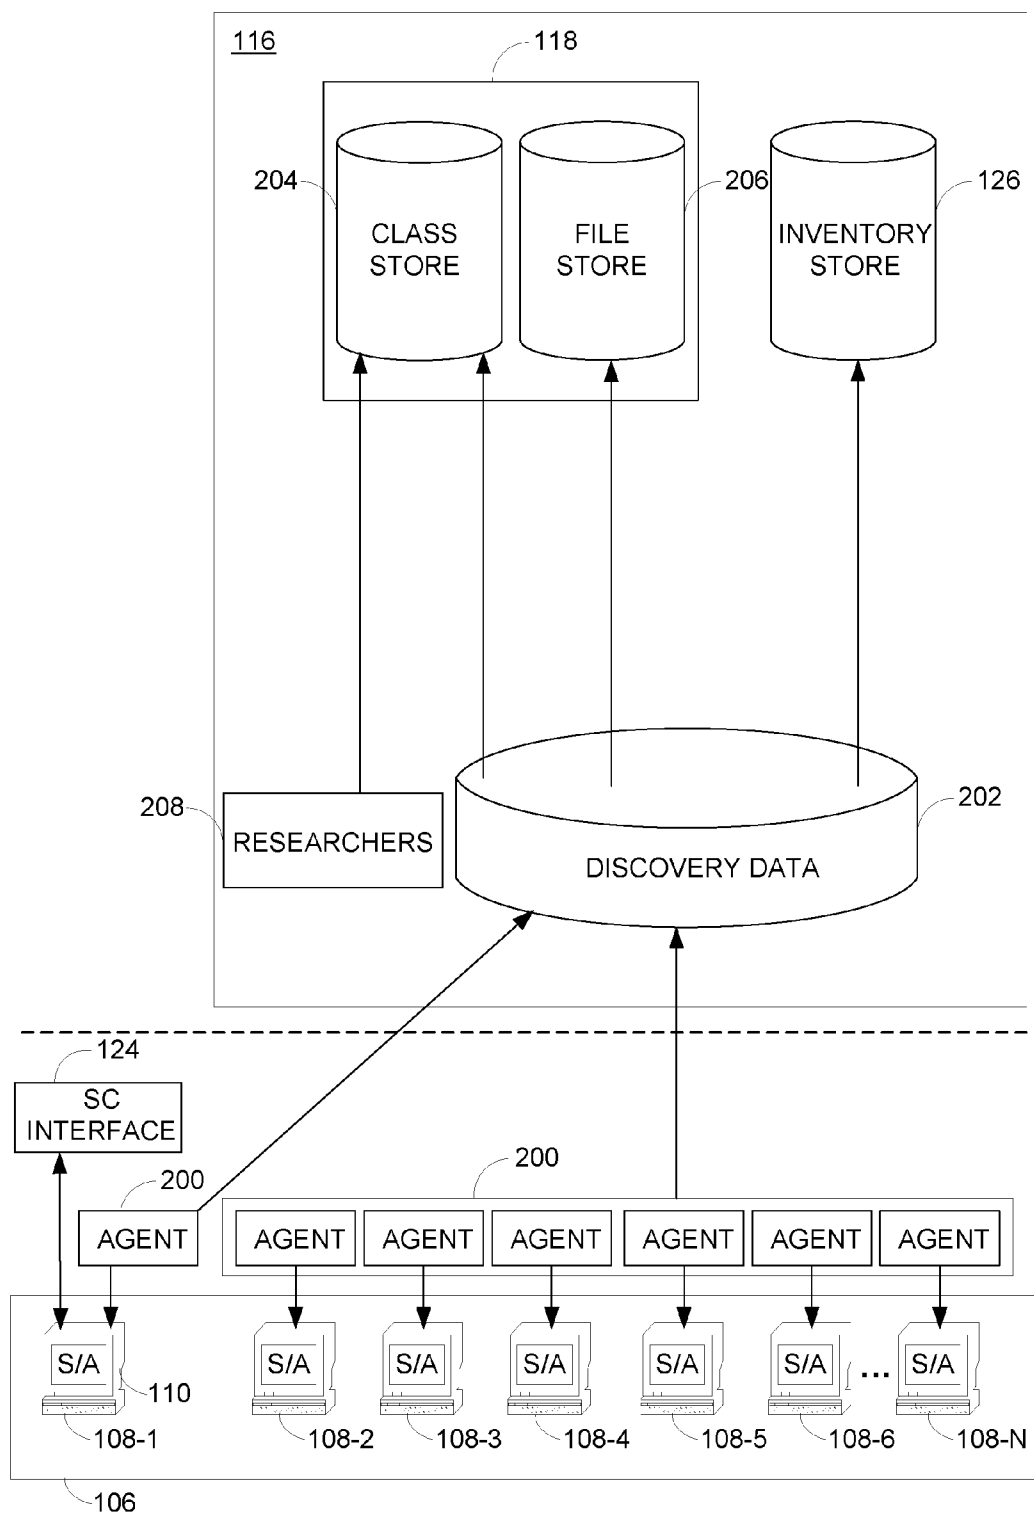 116
118
204
206
126
CLASS
STORE
FILE
STORE
INVENTORY
STORE
208
202
RESEARCHERS
DISCOVERY DATA
124
SC
INTERFACE
200
200
AGENT
AGENT
AGENT
AGENT
AGENT
AGENT
AGENT
S/A
S/A
S/A
S/A
S/A
S/A
...
S/A
110
108-1
108-2
108-3
108-4
108-5
108-6
108-N
106